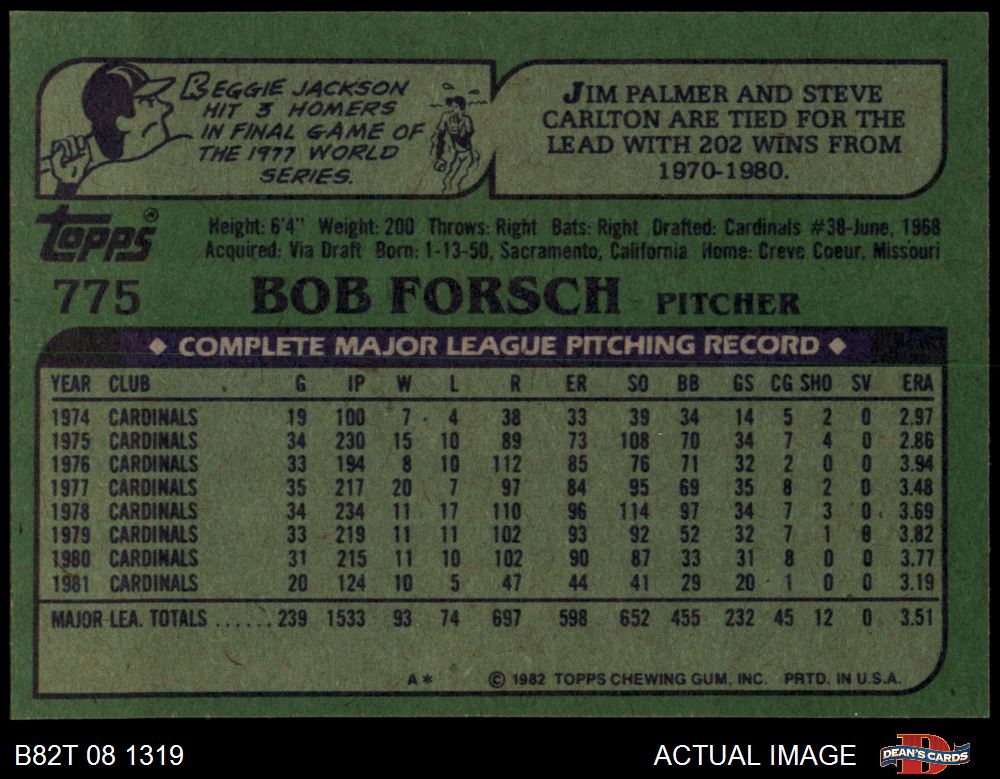 REGGIE JACKSON
HIT 3 HOMERS
IN FINAL GAME OF
THE 1977 WORLD
SERIES.
JIM PALMER AND STEVE
CARLTON ARE TIED FOR THE
LEAD WITH 202 WINS FROM
1970-1980.
TOPPS®
Height: 6'4" Weight: 200 Throws: Right Bats: Right Drafted: Cardinals #38-June, 1968
Acquired: Via Draft Born: 1-13-50, Sacramento, California Home: Creve Coeur, Missouri
775 BOB FORSCH PITCHER
◆ COMPLETE MAJOR LEAGUE PITCHING RECORD ◆
YEAR CLUB G IP W L R ER SO BB GS CG SHO SV ERA
1974 CARDINALS 19 100 7 4 38 33 39 34 14 5 2 0 2.97
1975 CARDINALS 34 230 15 10 89 73 108 70 34 7 4 0 2.86
1976 CARDINALS 33 194 8 10 112 85 76 71 32 2 0 0 3.94
1977 CARDINALS 35 217 20 7 97 84 95 69 35 8 2 0 3.48
1978 CARDINALS 34 234 11 17 110 96 114 97 34 7 3 0 3.69
1979 CARDINALS 33 219 11 11 102 93 92 52 32 7 1 0 3.82
1980 CARDINALS 31 215 11 10 102 90 87 33 31 8 0 0 3.77
1981 CARDINALS 20 124 10 5 47 44 41 29 20 1 0 0 3.19
MAJOR LEA. TOTALS ...... 239 1533 93 74 697 598 652 455 232 45 12 0 3.51
A* © 1982 TOPPS CHEWING GUM, INC. PRTD. IN U.S.A.
B82T 08 1319 ACTUAL IMAGE DEAN'S CARDS